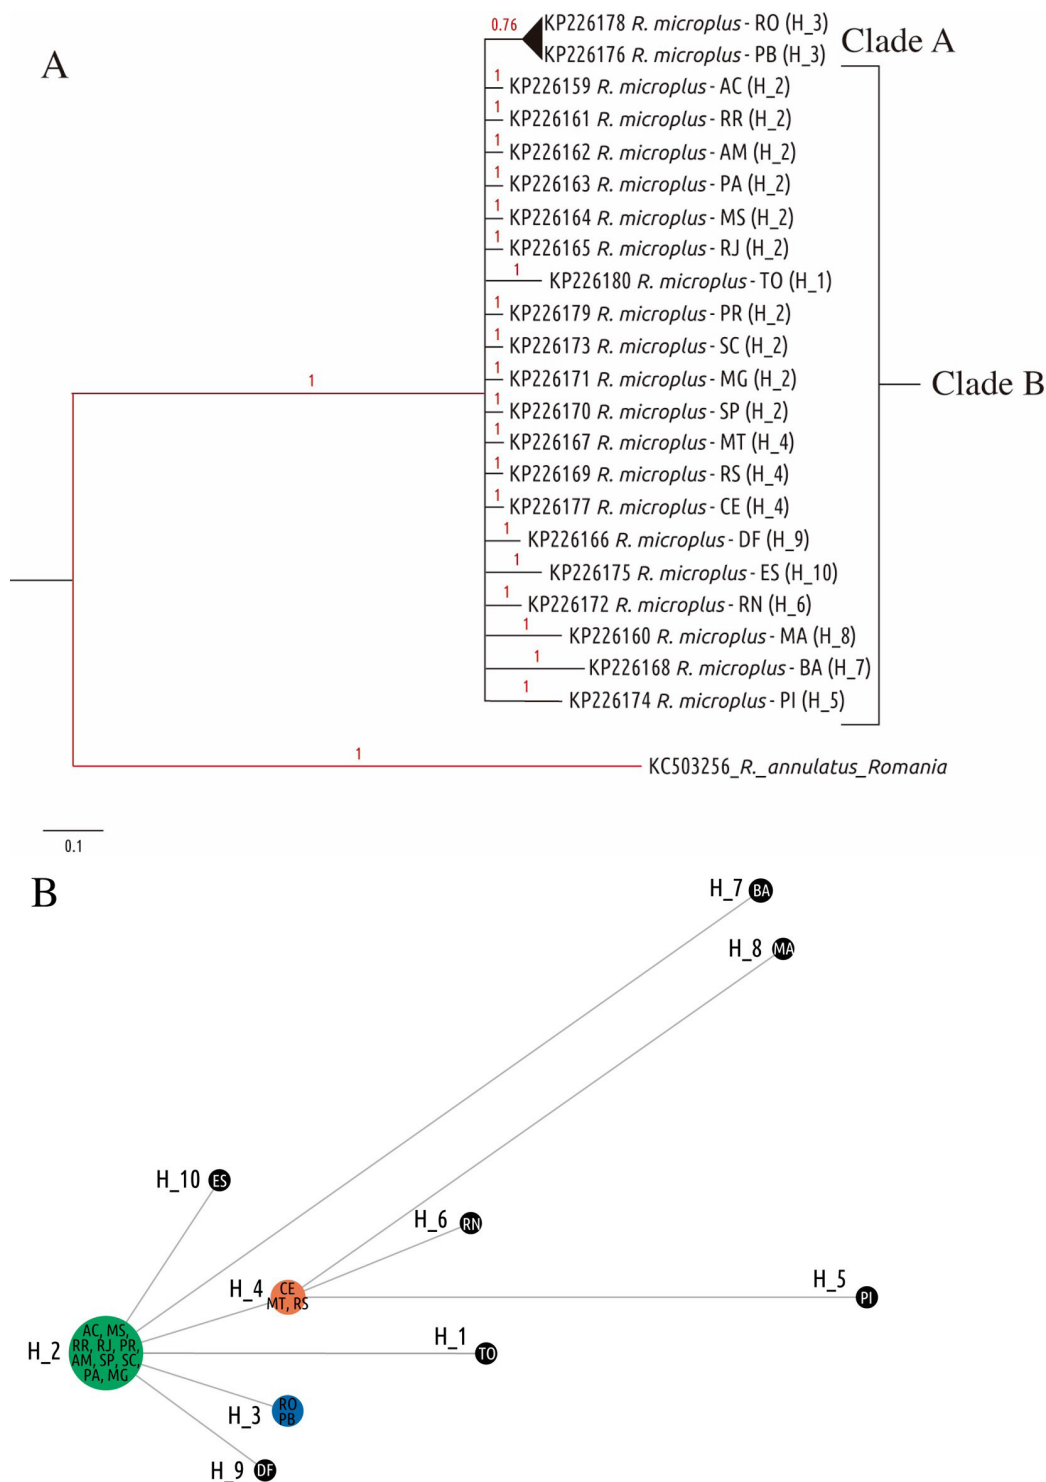 A
0.76
KP226178 R. microplus - RO (H_3)
KP226176 R. microplus - PB (H_3)
Clade A
1
KP226159 R. microplus - AC (H_2)
1
KP226161 R. microplus - RR (H_2)
1
KP226162 R. microplus - AM (H_2)
1
KP226163 R. microplus - PA (H_2)
1
KP226164 R. microplus - MS (H_2)
1
KP226165 R. microplus - RJ (H_2)
1
KP226180 R. microplus - TO (H_1)
1
KP226179 R. microplus - PR (H_2)
1
KP226173 R. microplus - SC (H_2)
1
KP226171 R. microplus - MG (H_2)
1
Clade B
1
KP226170 R. microplus - SP (H_2)
1
KP226167 R. microplus - MT (H_4)
1
KP226169 R. microplus - RS (H_4)
1
KP226177 R. microplus - CE (H_4)
1
KP226166 R. microplus - DF (H_9)
1
KP226175 R. microplus - ES (H_10)
1
KP226172 R. microplus - RN (H_6)
1
KP226160 R. microplus - MA (H_8)
1
KP226168 R. microplus - BA (H_7)
1
KP226174 R. microplus - PI (H_5)
1
KC503256_R._annulatus_Romania
0.1
B
H_7 BA
H_8 MA
H_10 ES
H_6 RN
H_4
CE
MT, RS
H_5 PI
H_1 TO
H_2
AC, MS,
RR, RJ, PR,
AM, SP, SC,
PA, MG
H_3
RO
PB
H_9 DF